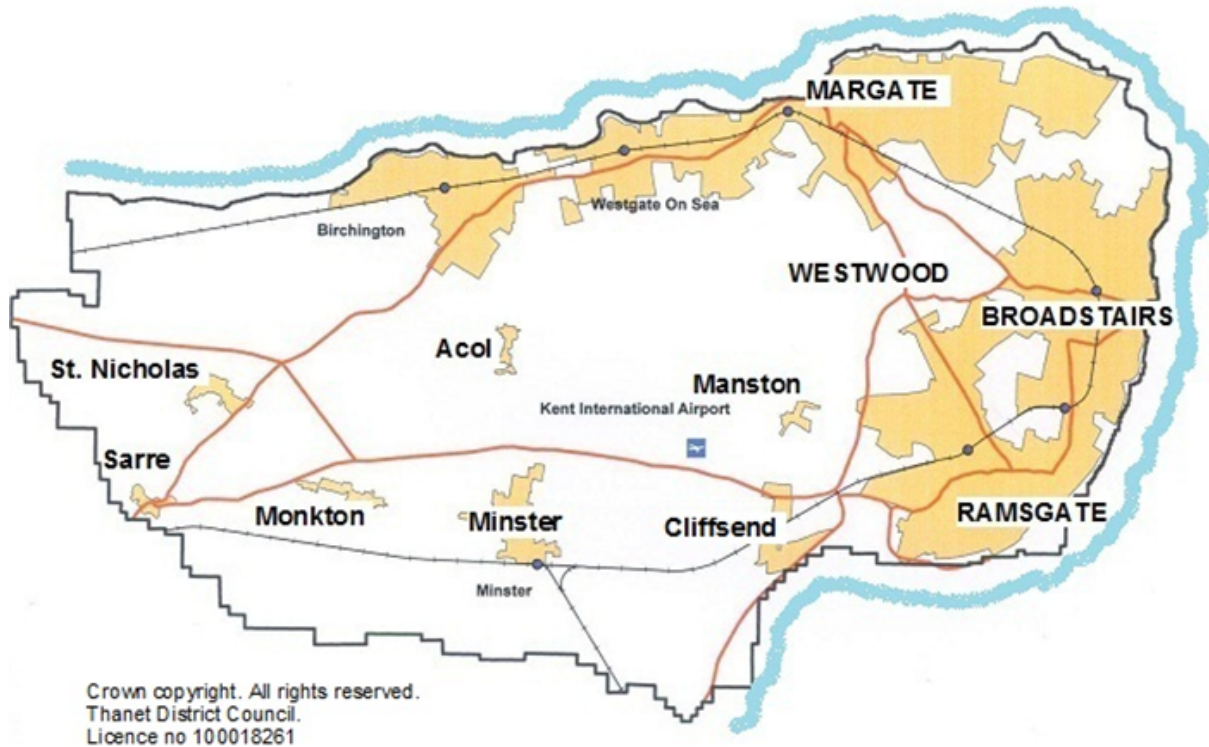 MARGATE
Westgate On Sea
Birchington
WESTWOOD
BROADSTAIRS
Acol
St. Nicholas
Manston
Kent International Airport
Sarre
Monkton
Minster
Cliffsend
RAMSGATE
Minster
Crown copyright. All rights reserved.
Thanet District Council.
Licence no 100018261